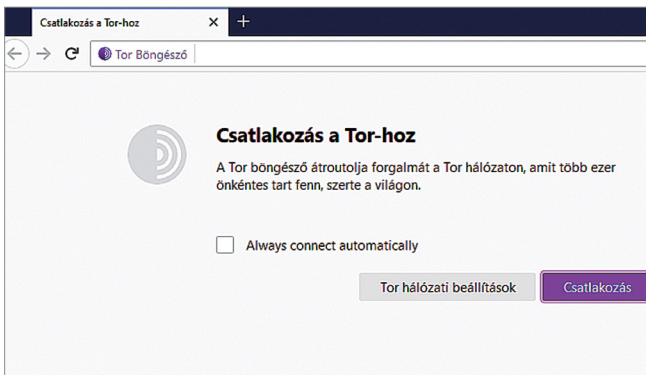 Csatlakozás a Tor-hoz
Tor Böngésző
Csatlakozás a Tor-hoz
A Tor böngésző átroutolja forgalmát a Tor hálózaton, amit több ezer
önkéntes tart fenn, szerte a világon.
Always connect automatically
Tor hálózati beállítások
Csatlakozás